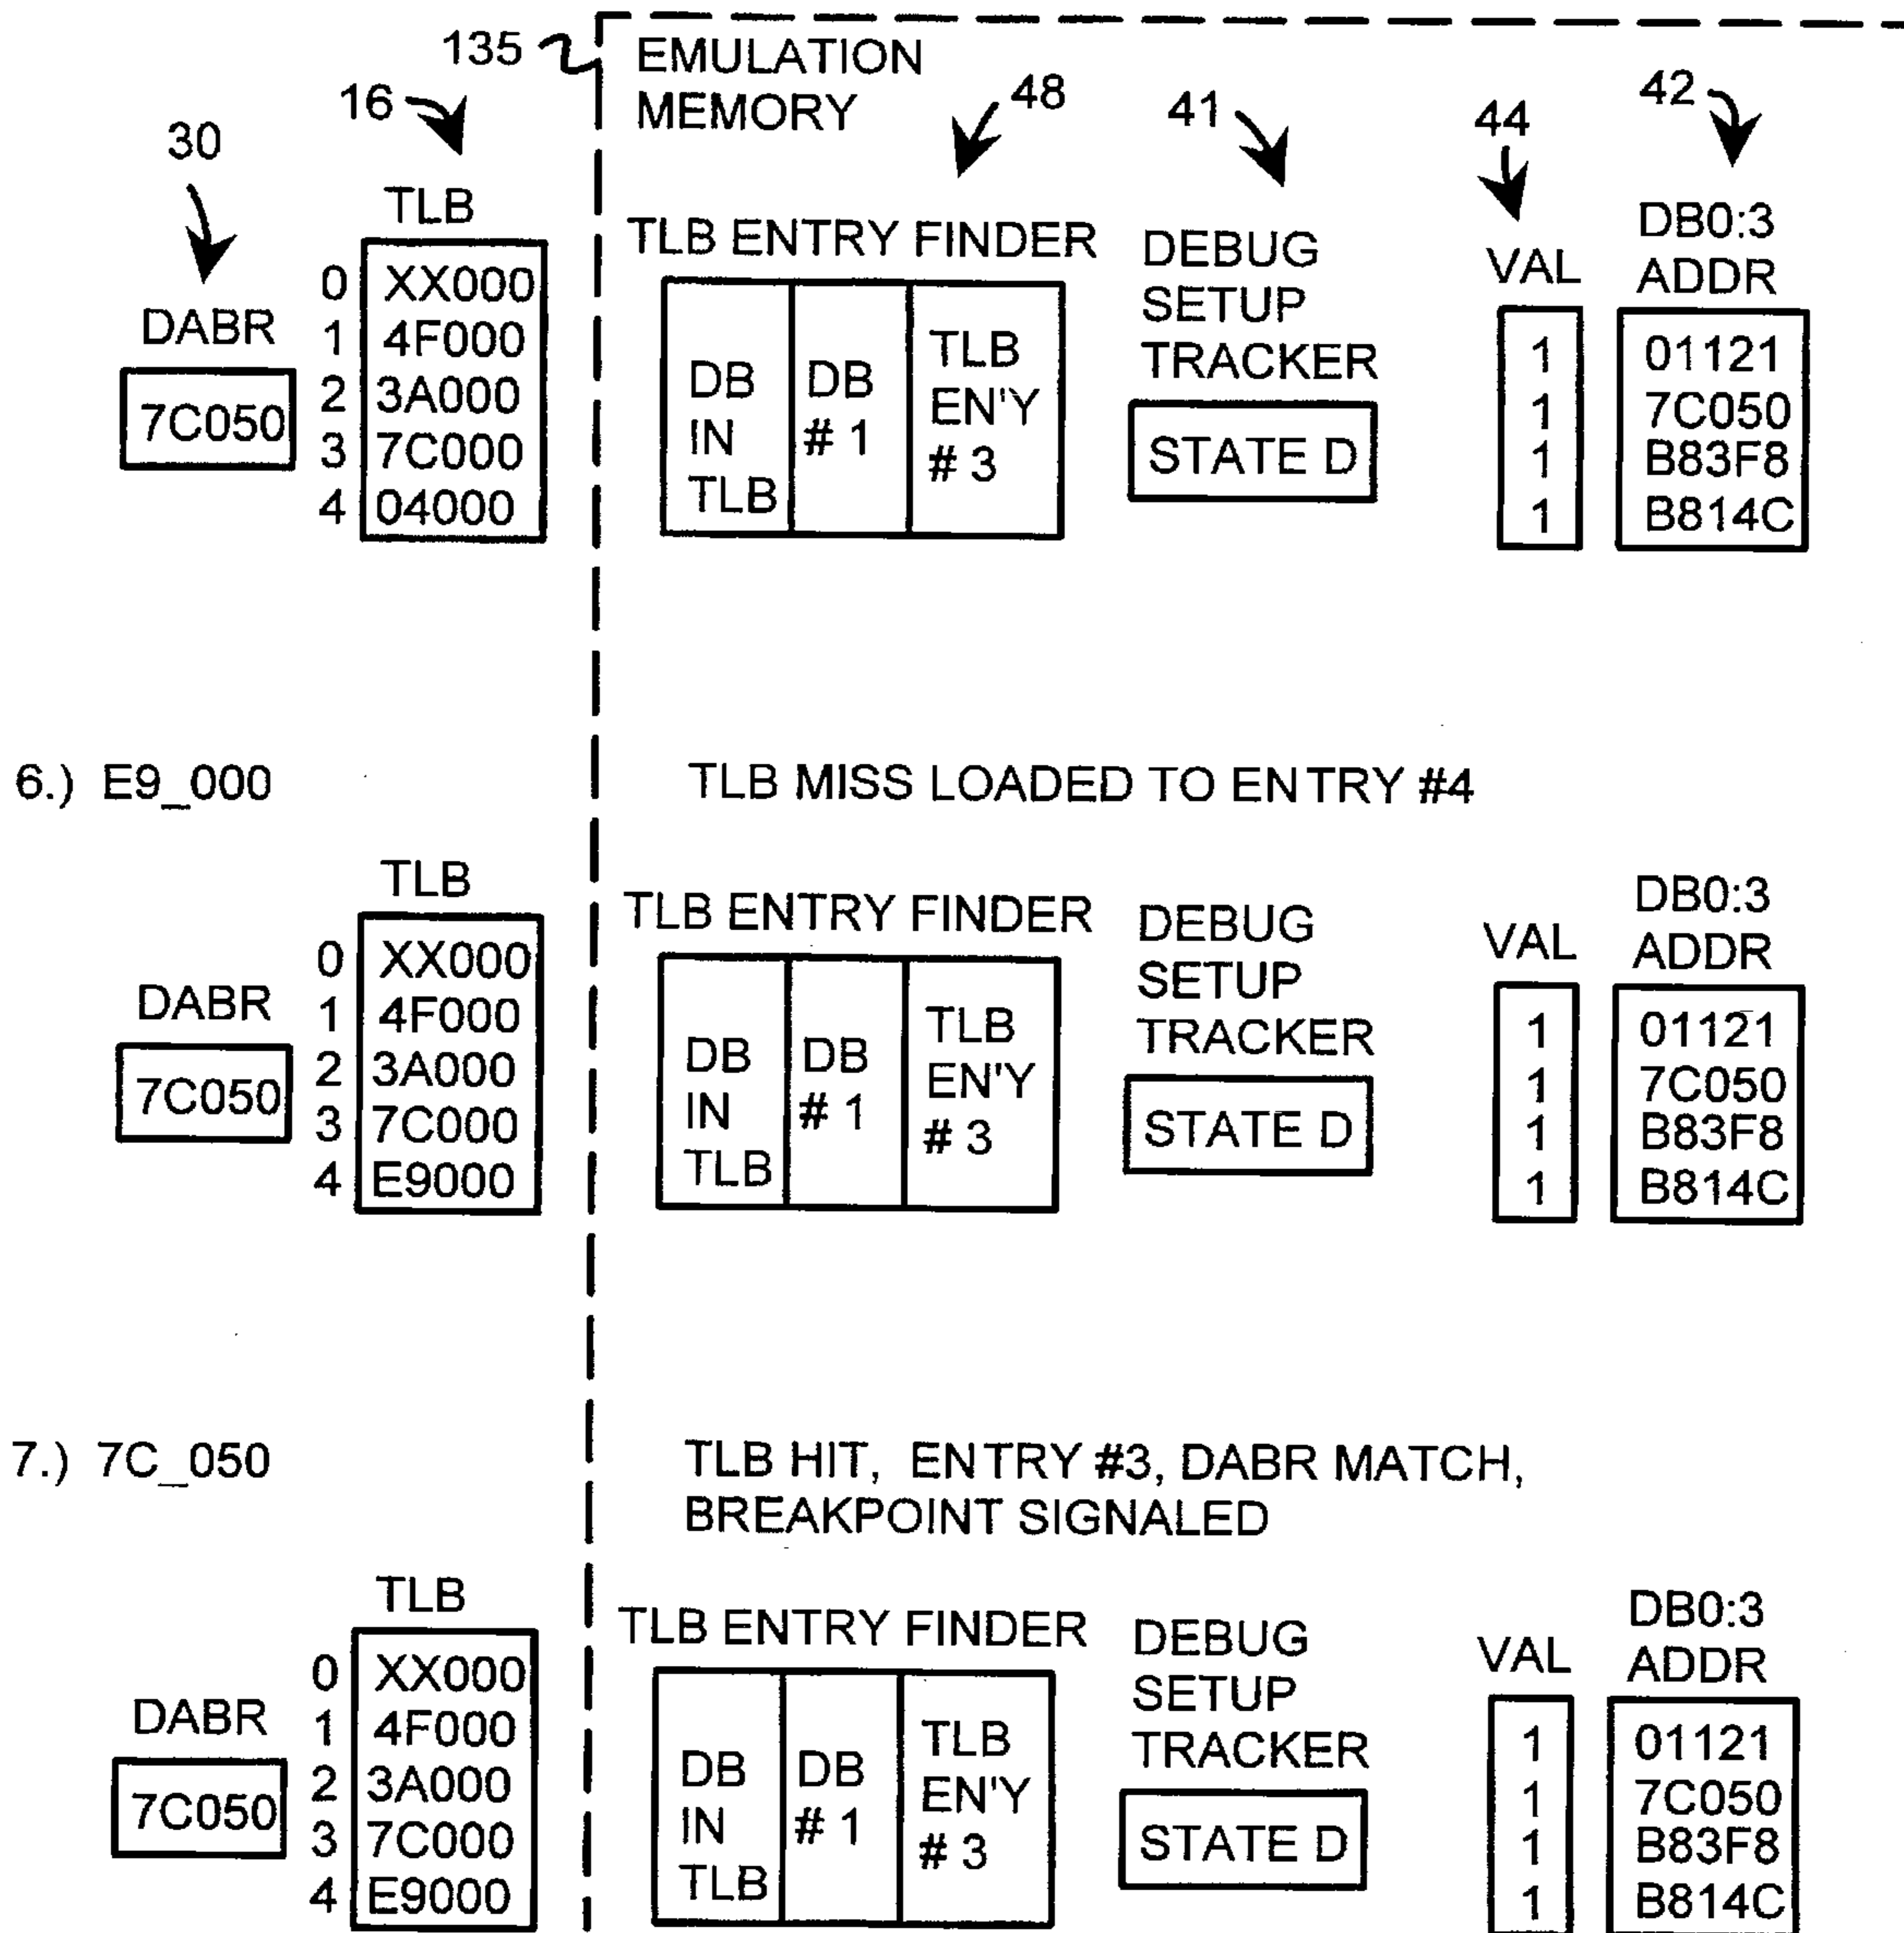 135
EMULATION
MEMORY
30
16
48
41
44
42
DABR
7C050
TLB
0 XX000
1 4F000
2 3A000
3 7C000
4 04000
TLB ENTRY FINDER
DB
IN
TLB
DB
# 1
TLB
EN'Y
# 3
DEBUG
SETUP
TRACKER
STATE D
VAL
1
1
1
1
DB0:3
ADDR
01121
7C050
B83F8
B814C
6.) E9_000
TLB MISS LOADED TO ENTRY #4
DABR
7C050
TLB
0 XX000
1 4F000
2 3A000
3 7C000
4 E9000
TLB ENTRY FINDER
DB
IN
TLB
DB
# 1
TLB
EN'Y
# 3
DEBUG
SETUP
TRACKER
STATE D
VAL
1
1
1
1
DB0:3
ADDR
01121
7C050
B83F8
B814C
7.) 7C_050
TLB HIT, ENTRY #3, DABR MATCH,
BREAKPOINT SIGNALED
DABR
7C050
TLB
0 XX000
1 4F000
2 3A000
3 7C000
4 E9000
TLB ENTRY FINDER
DB
IN
TLB
DB
# 1
TLB
EN'Y
# 3
DEBUG
SETUP
TRACKER
STATE D
VAL
1
1
1
1
DB0:3
ADDR
01121
7C050
B83F8
B814C